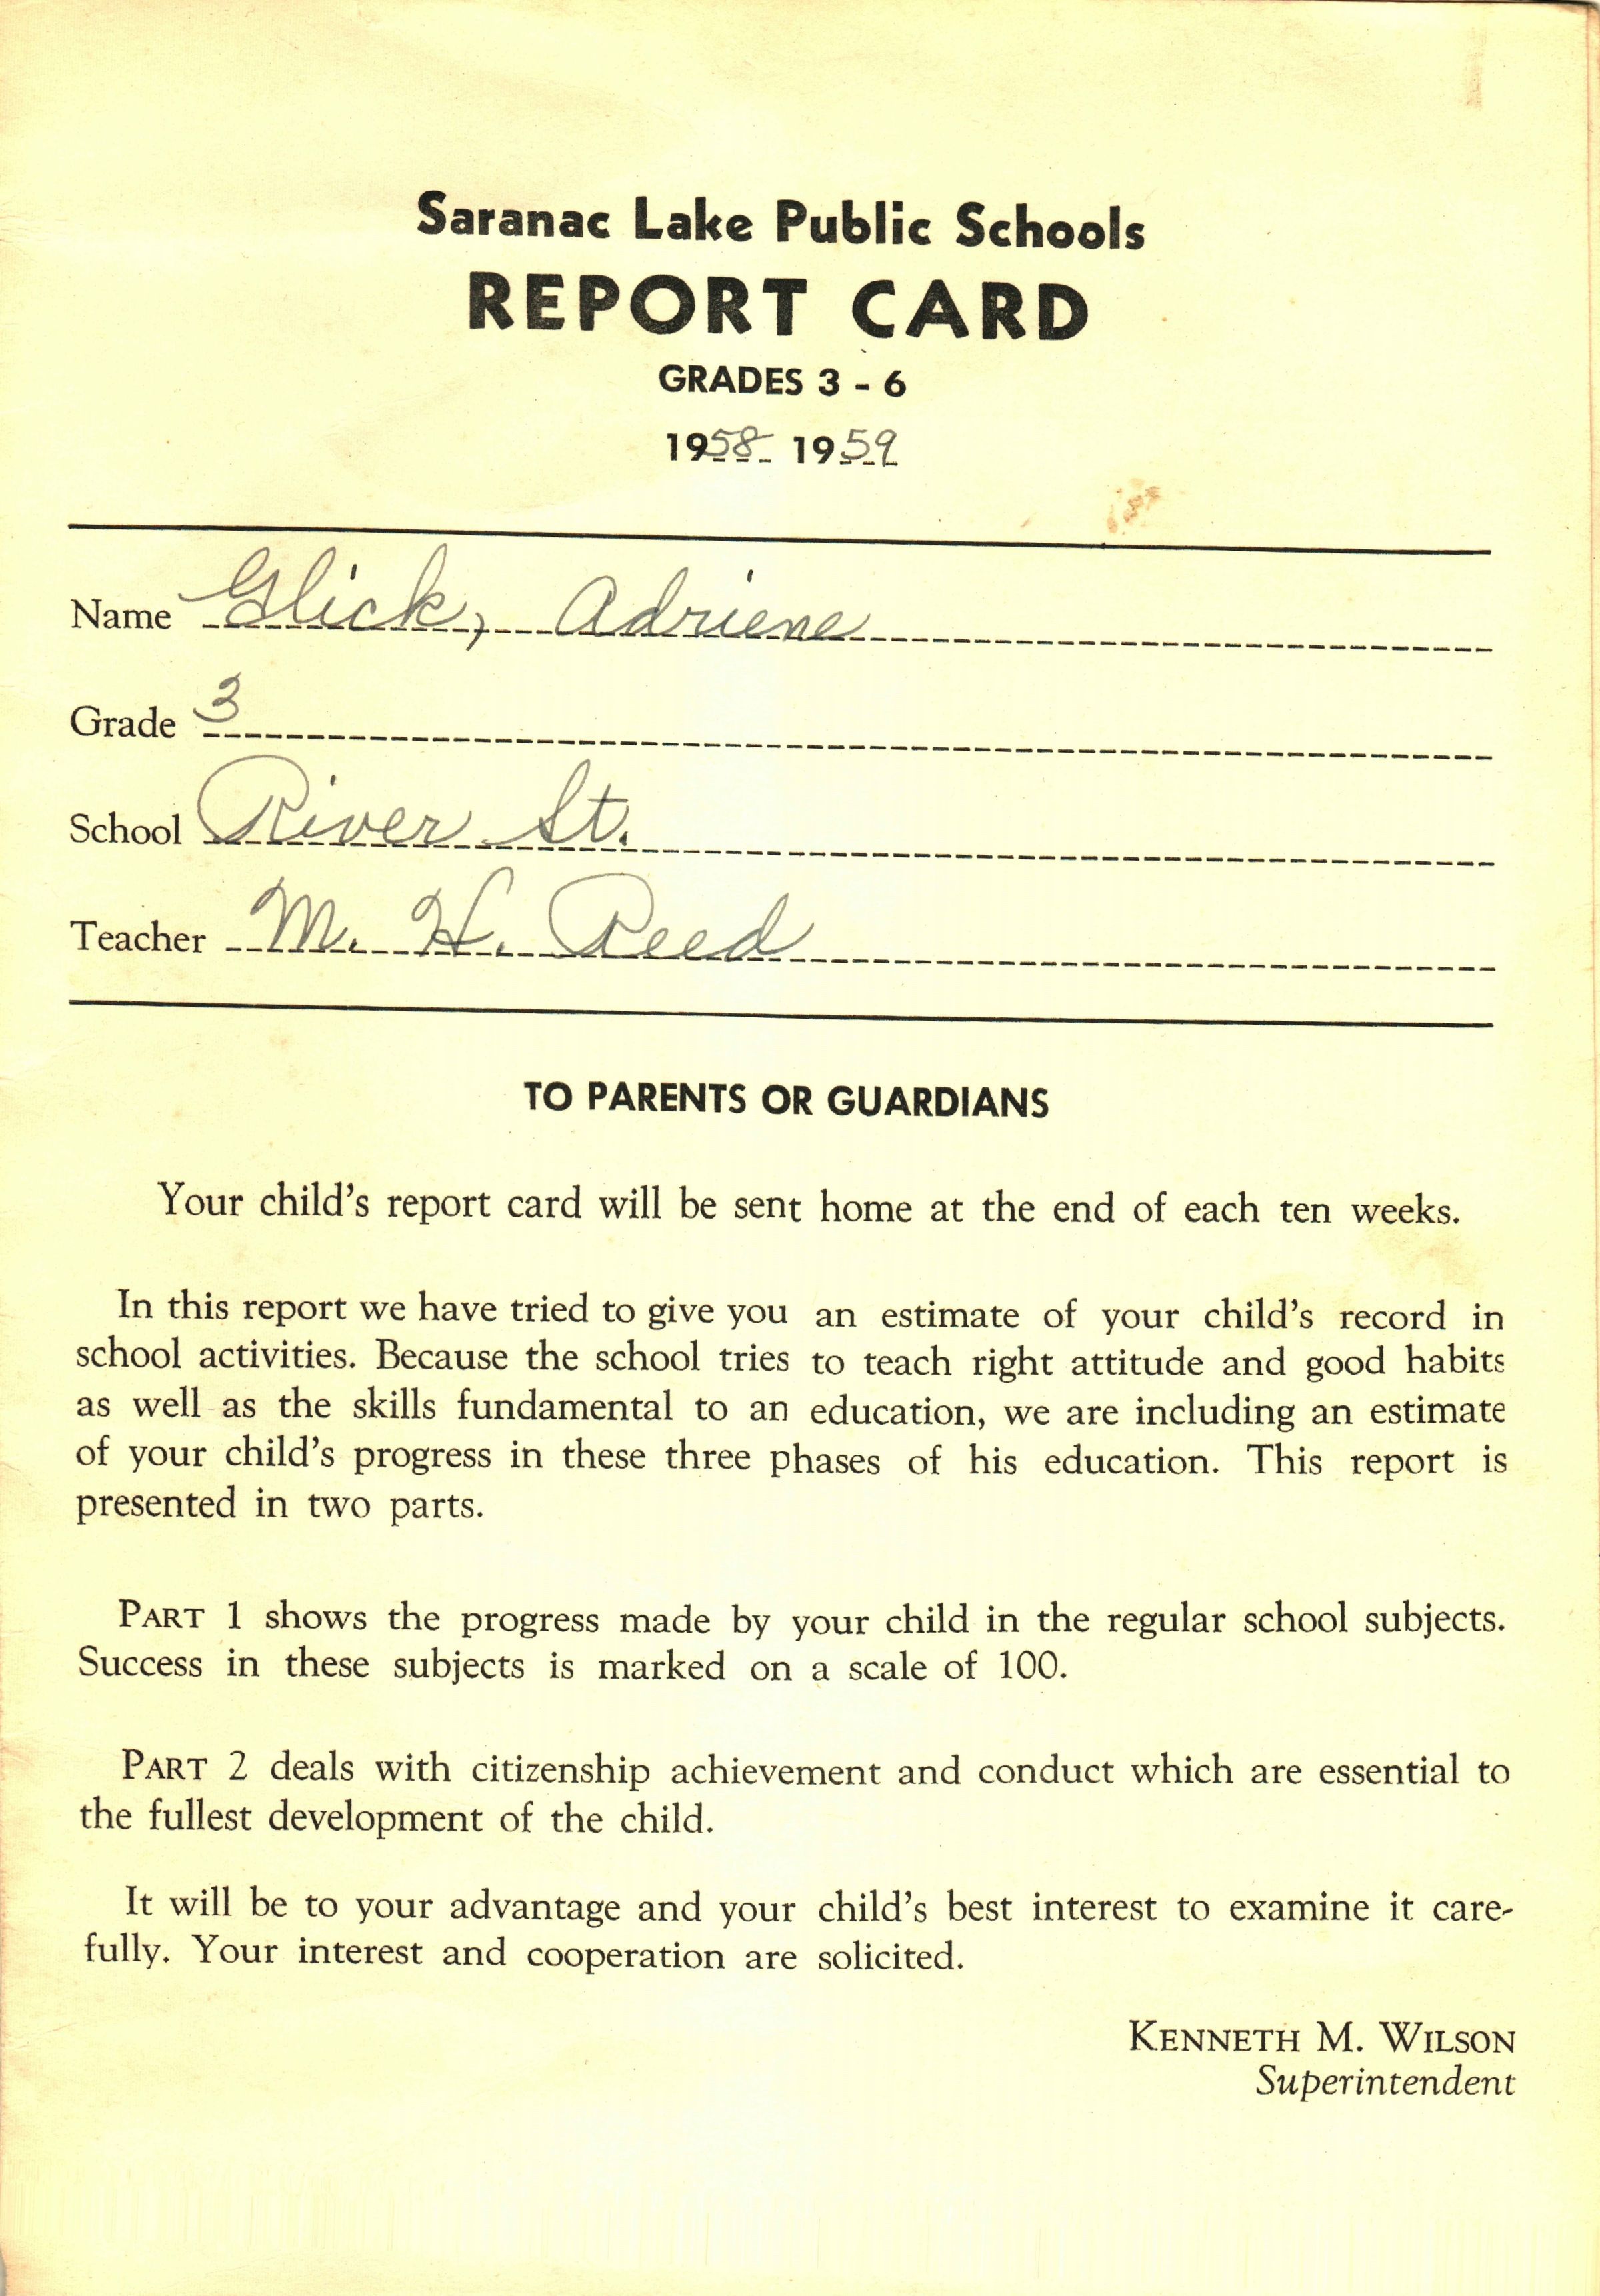 Saranac Lake Public Schools
REPORT CARD
GRADES 3 - 6
1958 1959
Name Glick, Adriene
Grade 3
School River St.
Teacher M. H. Reed
TO PARENTS OR GUARDIANS
Your child's report card will be sent home at the end of each ten weeks.
In this report we have tried to give you an estimate of your child's record in
school activities. Because the school tries to teach right attitude and good habits
as well as the skills fundamental to an education, we are including an estimate
of your child's progress in these three phases of his education. This report is
presented in two parts.
PART 1 shows the progress made by your child in the regular school subjects.
Success in these subjects is marked on a scale of 100.
PART 2 deals with citizenship achievement and conduct which are essential to
the fullest development of the child.
It will be to your advantage and your child's best interest to examine it care-
fully. Your interest and cooperation are solicited.
KENNETH M. WILSON
Superintendent